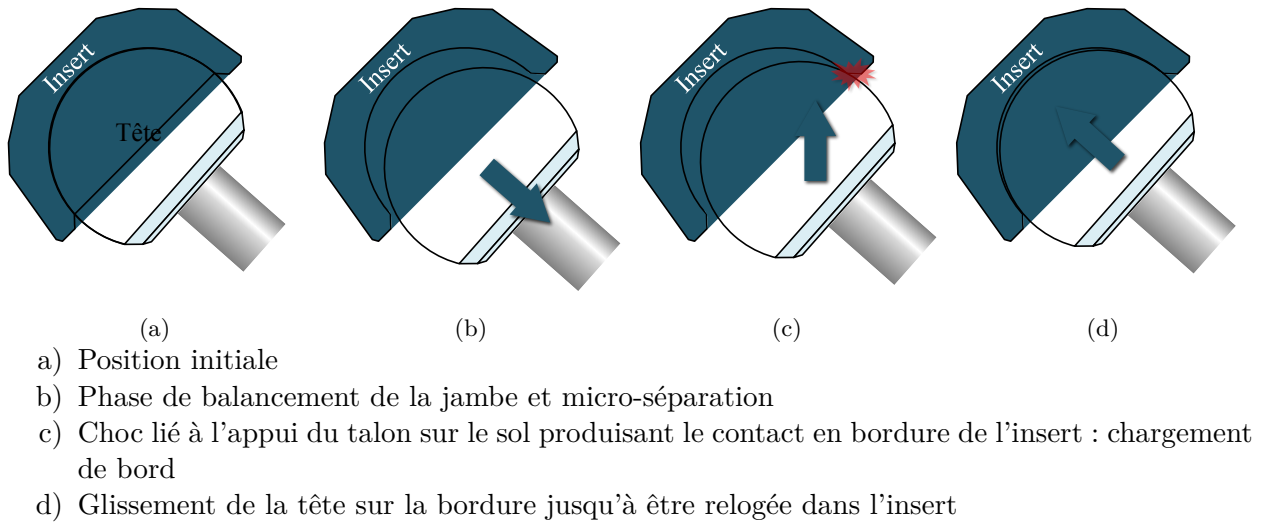 Insert
Tête
Insert
Insert
Insert
(a)
(b)
(c)
(d)
a) Position initiale
b) Phase de balancement de la jambe et micro-séparation
c) Choc lié à l'appui du talon sur le sol produisant le contact en bordure de l'insert : chargement
de bord
d) Glissement de la tête sur la bordure jusqu'à être relogée dans l'insert